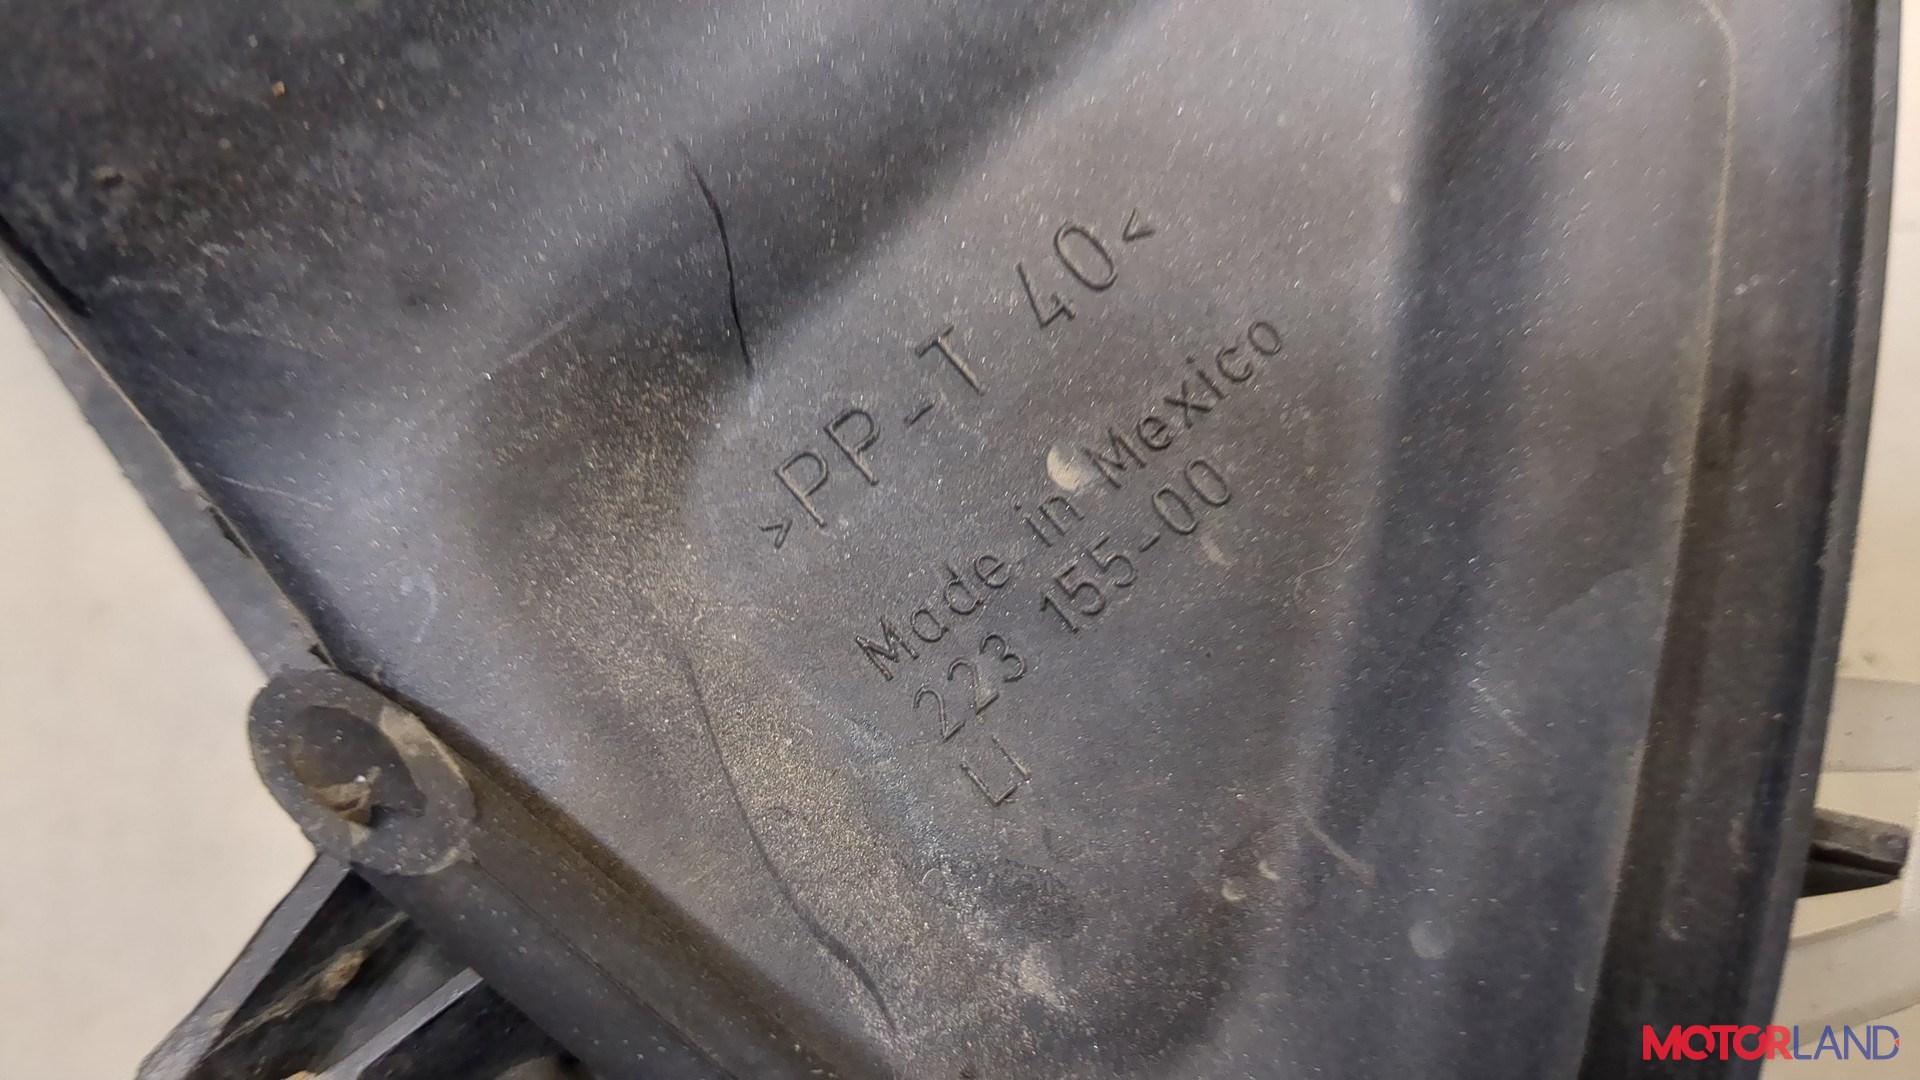 >PP-T 40<
Made in Mexico
223 155-00
LI
MOTORLAND